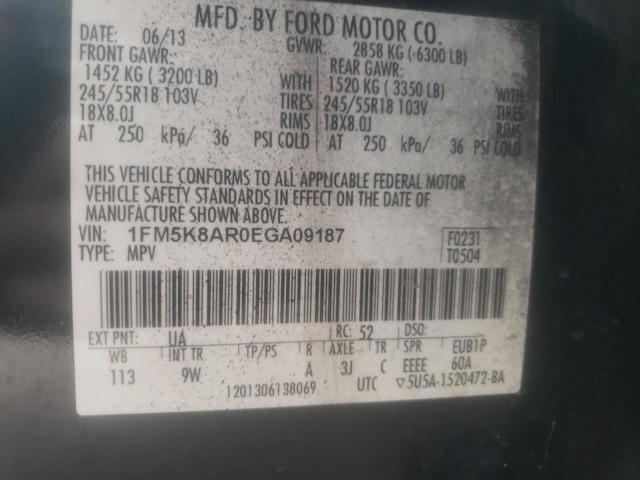 MFD. BY FORD MOTOR CO.
DATE: 06/13 GVWR: 2858 KG (-6300 LB)
FRONT GAWR: REAR GAWR:
1452 KG ( 3200 LB) WITH 1520 KG ( 3350 LB) WITH
245/55R18 103V TIRES 245/55R18 103V TIRES
18X8.0J RIMS 18X8.0J RIMS
AT 250 kPa/ 36 PSI COLD AT 250 kPa/ 36 PSI COLD
THIS VEHICLE CONFORMS TO ALL APPLICABLE FEDERAL MOTOR
VEHICLE SAFETY STANDARDS IN EFFECT ON THE DATE OF
MANUFACTURE SHOWN ABOVE.
VIN: 1FM5K8AR0EGA09187 F0231
TYPE: MPV T0504
EXT PNT: UA RC: 52 DSO:
WB INT TR TP/PS R AXLE TR SPR EUB1P
113 9W A 3J C EEEE 60A
1201306138069 UTC ▽5U5A-1520472-BA